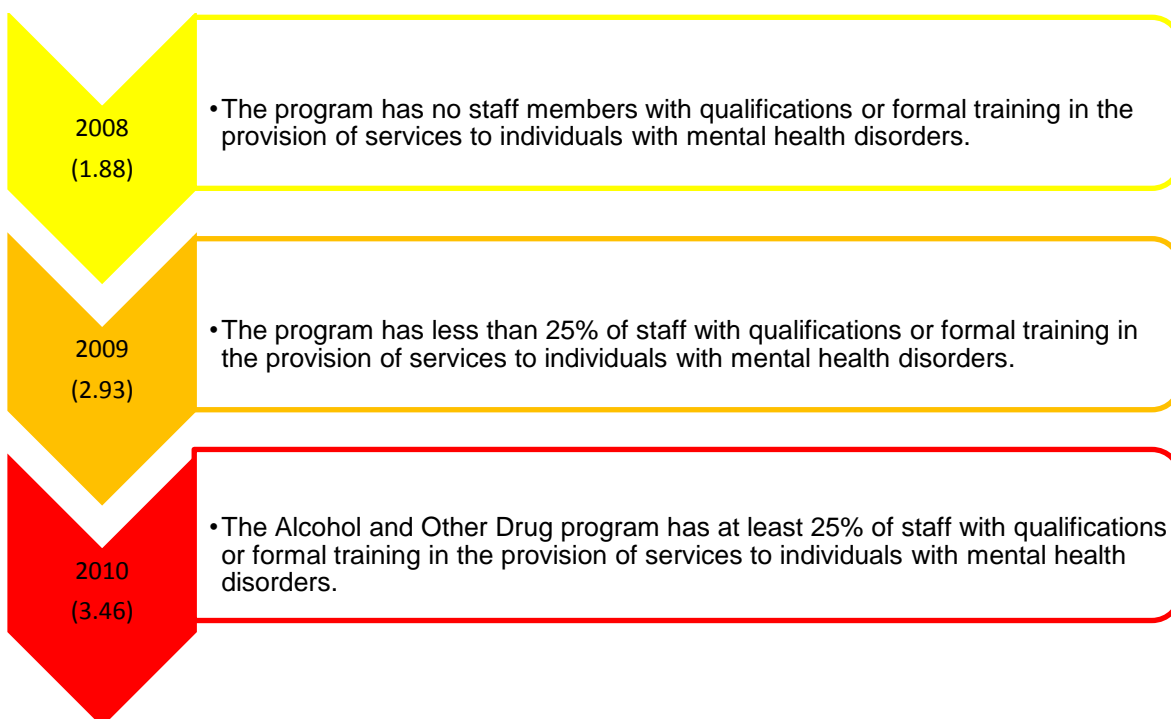 2008
(1.88)
•The program has no staff members with qualifications or formal training in the
provision of services to individuals with mental health disorders.
2009
(2.93)
•The program has less than 25% of staff with qualifications or formal training in
the provision of services to individuals with mental health disorders.
2010
(3.46)
•The Alcohol and Other Drug program has at least 25% of staff with qualifications
or formal training in the provision of services to individuals with mental health
disorders.